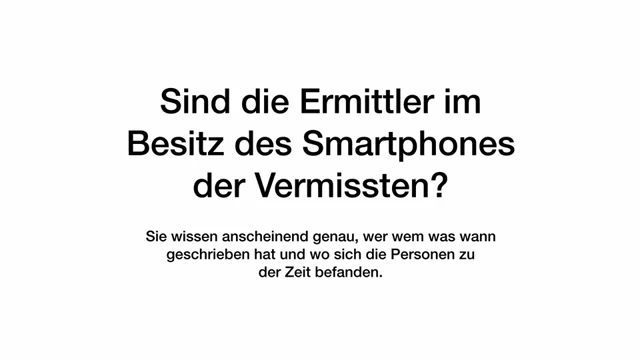 Sind die Ermittler im
Besitz des Smartphones
der Vermissten?
Sie wissen anscheinend genau, wer wem was wann
geschrieben hat und wo sich die Personen zu
der Zeit befanden.